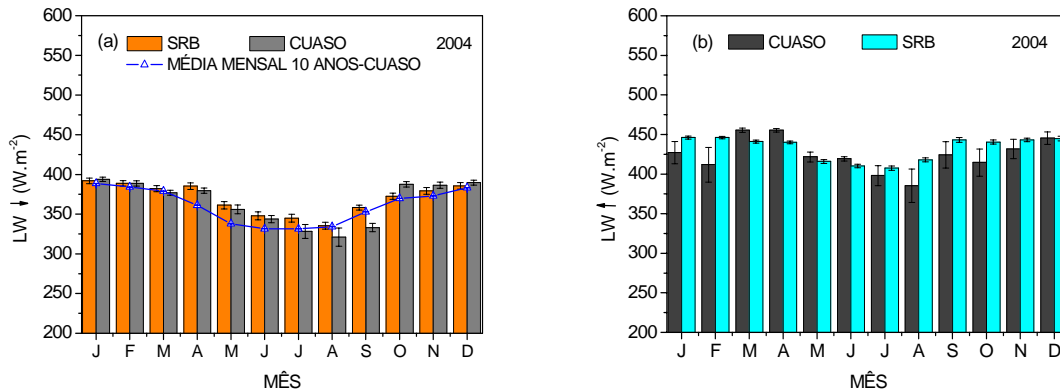 (a) SRB CUASO 2004
MÉDIA MENSAL 10 ANOS-CUASO
LW ↓ (W.m-2)
600
550
500
450
400
350
300
250
200
J F M A M J J A S O N D
MÊS
(b) CUASO SRB 2004
LW ↑ (W.m-2)
600
550
500
450
400
350
300
250
200
J F M A M J J A S O N D
MÊS